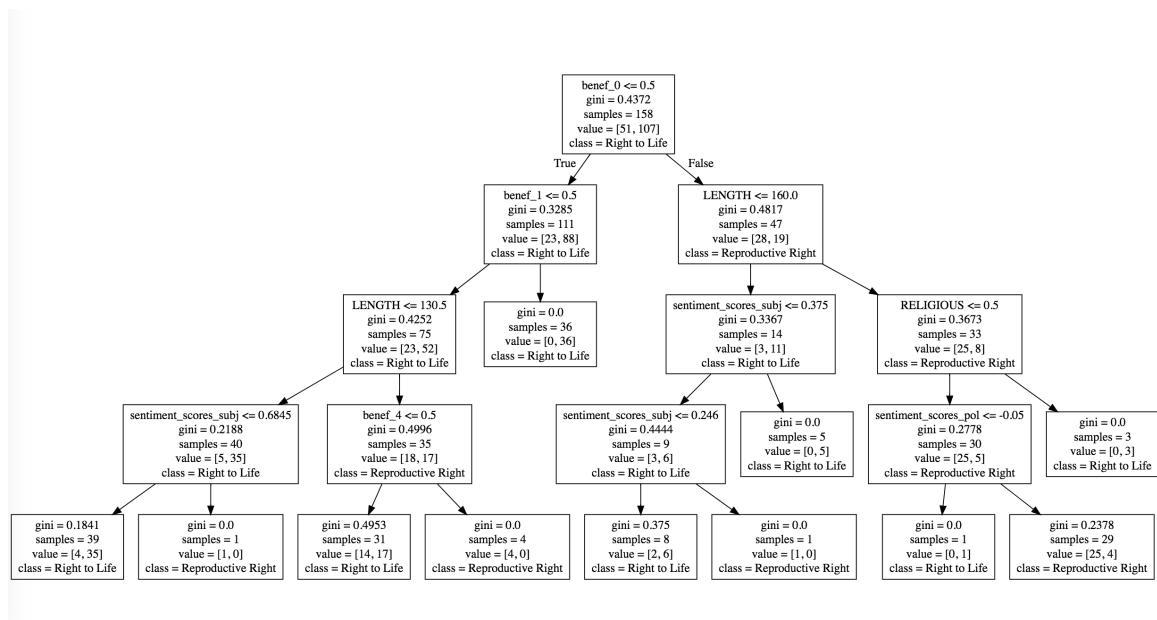 benef_0 <= 0.5
gini = 0.4372
samples = 158
value = [51, 107]
class = Right to Life
True
False
benef_1 <= 0.5
gini = 0.3285
samples = 111
value = [23, 88]
class = Right to Life
LENGTH <= 160.0
gini = 0.4817
samples = 47
value = [28, 19]
class = Reproductive Right
LENGTH <= 130.5
gini = 0.4252
samples = 75
value = [23, 52]
class = Right to Life
gini = 0.0
samples = 36
value = [0, 36]
class = Right to Life
sentiment_scores_subj <= 0.375
gini = 0.3367
samples = 14
value = [3, 11]
class = Right to Life
RELIGIOUS <= 0.5
gini = 0.3673
samples = 33
value = [25, 8]
class = Reproductive Right
sentiment_scores_subj <= 0.6845
gini = 0.2188
samples = 40
value = [5, 35]
class = Right to Life
benef_4 <= 0.5
gini = 0.4996
samples = 35
value = [18, 17]
class = Reproductive Right
sentiment_scores_subj <= 0.246
gini = 0.4444
samples = 9
value = [3, 6]
class = Right to Life
gini = 0.0
samples = 5
value = [0, 5]
class = Right to Life
sentiment_scores_pol <= -0.05
gini = 0.2778
samples = 30
value = [25, 5]
class = Reproductive Right
gini = 0.0
samples = 3
value = [0, 3]
class = Right to Life
gini = 0.1841
samples = 39
value = [4, 35]
class = Right to Life
gini = 0.0
samples = 1
value = [1, 0]
class = Reproductive Right
gini = 0.4953
samples = 31
value = [14, 17]
class = Right to Life
gini = 0.0
samples = 4
value = [4, 0]
class = Reproductive Right
gini = 0.375
samples = 8
value = [2, 6]
class = Right to Life
gini = 0.0
samples = 1
value = [1, 0]
class = Reproductive Right
gini = 0.0
samples = 1
value = [0, 1]
class = Right to Life
gini = 0.2378
samples = 29
value = [25, 4]
class = Reproductive Right